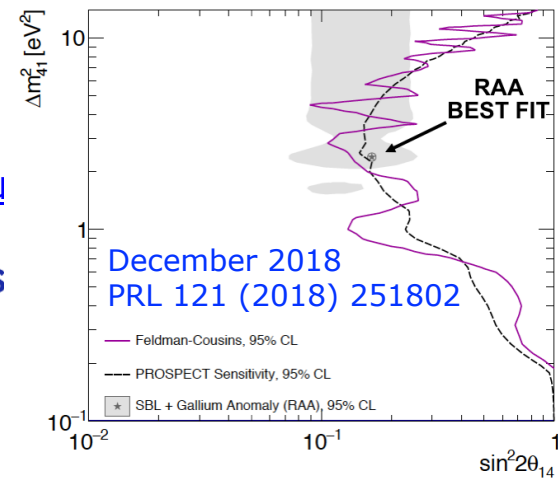 Δm²₄₁ [eV²]
10
1
10⁻¹
RAA
BEST FIT
December 2018
PRL 121 (2018) 251802
Feldman-Cousins, 95% CL
PROSPECT Sensitivity, 95% CL
SBL + Gallium Anomaly (RAA), 95% CL
10⁻² 10⁻¹ 1
sin²2θ₁₄